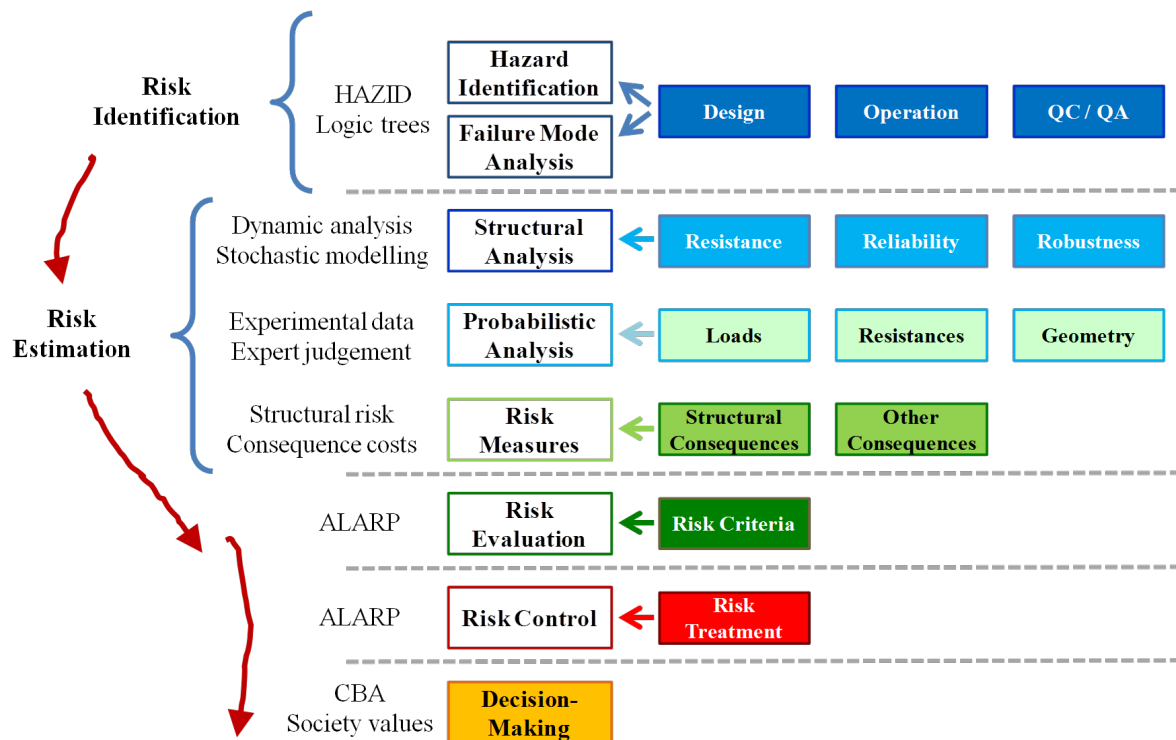 Risk
Identification
HAZID
Logic trees
Hazard
Identification
Failure Mode
Analysis
Design
Operation
QC / QA
Dynamic analysis
Stochastic modelling
Structural
Analysis
Resistance
Reliability
Robustness
Risk
Estimation
Experimental data
Expert judgement
Probabilistic
Analysis
Loads
Resistances
Geometry
Structural risk
Consequence costs
Risk
Measures
Structural
Consequences
Other
Consequences
ALARP
Risk
Evaluation
Risk Criteria
ALARP
Risk Control
Risk
Treatment
CBA
Society values
Decision-
Making